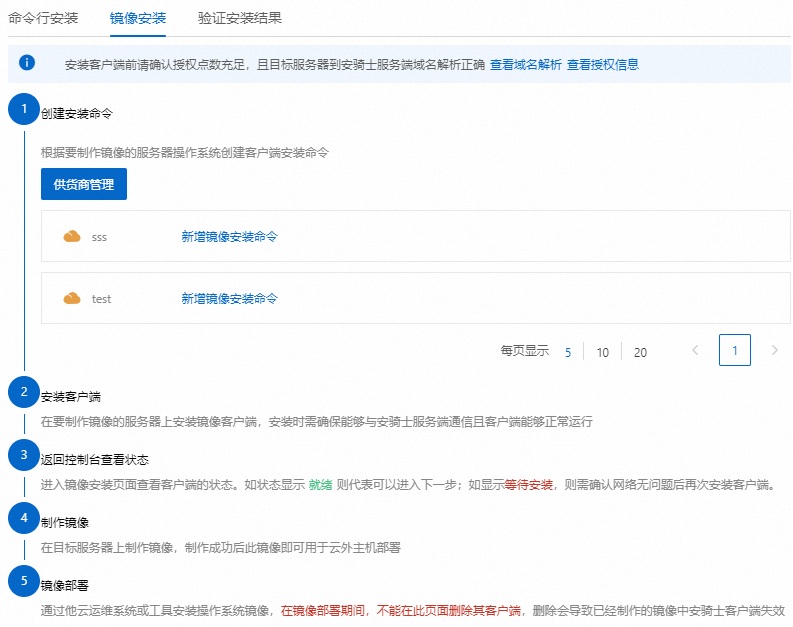 命令行安装 镜像安装 验证安装结果
安装客户端前请确认授权点数充足，且目标服务器到安骑士服务端域名解析正确 查看域名解析 查看授权信息
1 创建安装命令
根据要制作镜像的服务器操作系统创建客户端安装命令
供货商管理
sss 新增镜像安装命令
test 新增镜像安装命令
每页显示 5 10 20 1
2 安装客户端
在要制作镜像的服务器上安装镜像客户端，安装时需确保能够与安骑士服务端通信且客户端能够正常运行
3 返回控制台查看状态
进入镜像安装页面查看客户端的状态。如状态显示 就绪 则代表可以进入下一步；如显示等待安装，则需确认网络无问题后再次安装客户端。
4 制作镜像
在目标服务器上制作镜像，制作成功后此镜像即可用于云外主机部署
5 镜像部署
通过他云运维系统或工具安装操作系统镜像，在镜像部署期间，不能在此页面删除其客户端，删除会导致已经制作的镜像中安骑士客户端失效